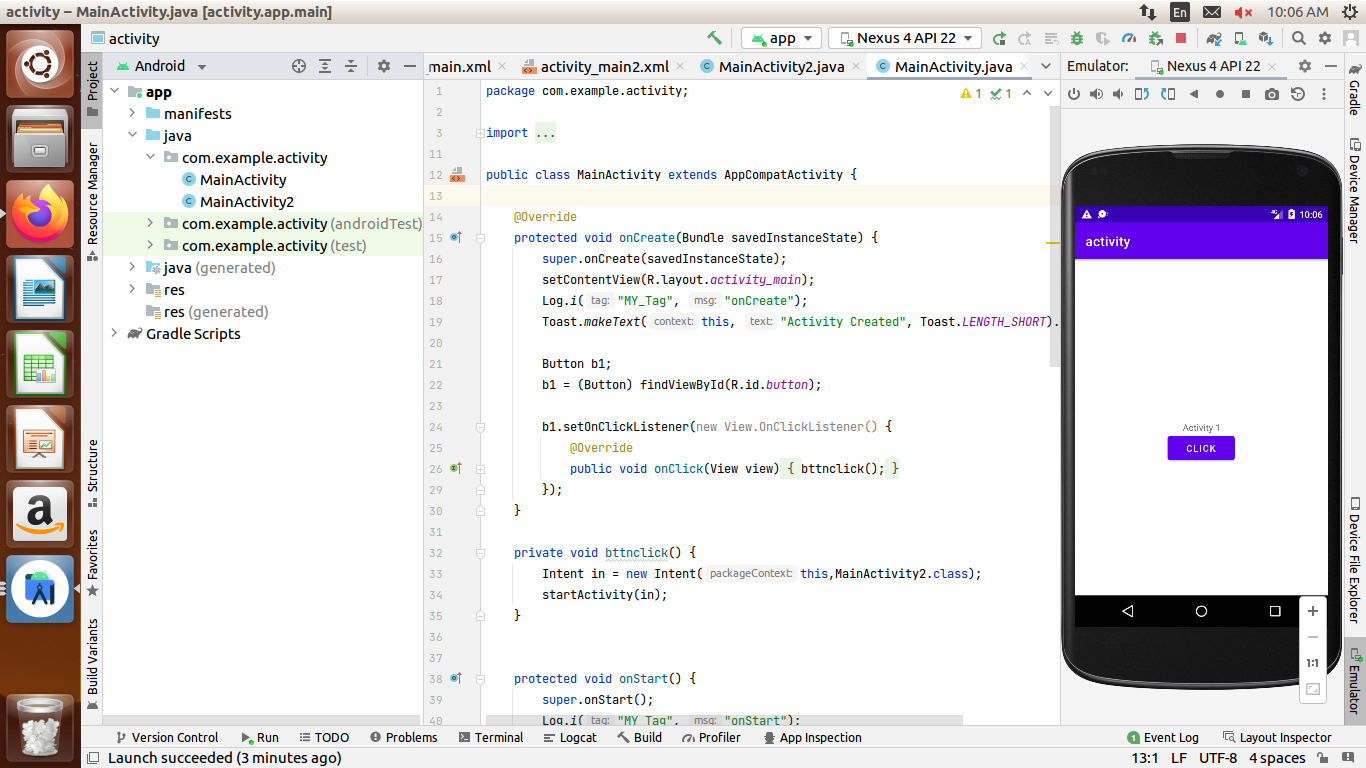 activity – MainActivity.java [activity.app.main]
En
10:06 AM
activity
app
Nexus 4 API 22
Project
Resource Manager
Structure
Favorites
Build Variants
Android
app
manifests
java
com.example.activity
MainActivity
MainActivity2
com.example.activity (androidTest)
com.example.activity (test)
java (generated)
res
res (generated)
Gradle Scripts
_main.xml
activity_main2.xml
MainActivity2.java
MainActivity.java
1 package com.example.activity;
1 1
2
3 import ...
11
12 public class MainActivity extends AppCompatActivity {
13
14 @Override
15 protected void onCreate(Bundle savedInstanceState) {
16 super.onCreate(savedInstanceState);
17 setContentView(R.layout.activity_main);
18 Log.i( tag: "MY_Tag", msg: "onCreate");
19 Toast.makeText( context: this, text: "Activity Created", Toast.LENGTH_SHORT).
20
21 Button b1;
22 b1 = (Button) findViewById(R.id.button);
23
24 b1.setOnClickListener(new View.OnClickListener() {
25 @Override
26 public void onClick(View view) { bttnclick(); }
29 });
30 }
31
32 private void bttnclick() {
33 Intent in = new Intent( packageContext: this,MainActivity2.class);
34 startActivity(in);
35 }
36
37
38 protected void onStart() {
39 super.onStart();
40 Log.i( tag: "MY_Tag", msg: "onStart");
Emulator: Nexus 4 API 22
10:06
activity
Activity 1
CLICK
1:1
Gradle
Device Manager
Device File Explorer
Emulator
Version Control
Run
TODO
Problems
Terminal
Logcat
Build
Profiler
App Inspection
1 Event Log
Layout Inspector
Launch succeeded (3 minutes ago)
13:1 LF UTF-8 4 spaces